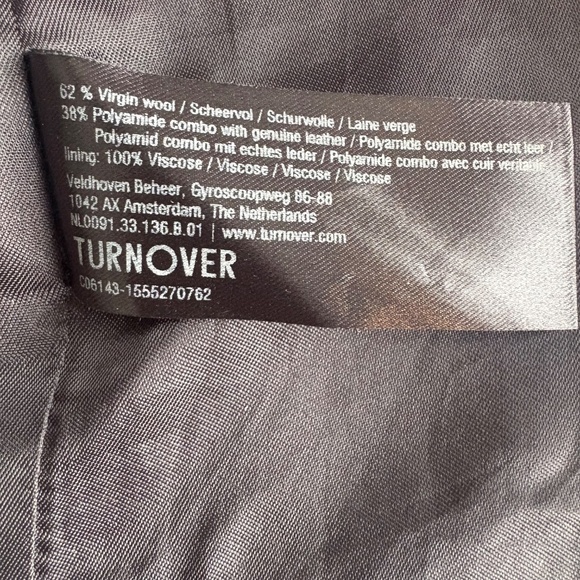 62 % Virgin wool / Scheervol / Schurwolle / Laine verge
38% Polyamide combo with genuine leather / Polyamide combo met echt leer /
Polyamid combo mit echtes leder / Polyamide combo avec cuir veritable
lining: 100% Viscose / Viscose / Viscose / Viscose
Veldhoven Beheer, Gyroscoopweg 86-88
1042 AX Amsterdam, The Netherlands
NL0091.33.136.B.01 | www.turnover.com
TURNOVER
C06143-1555270762